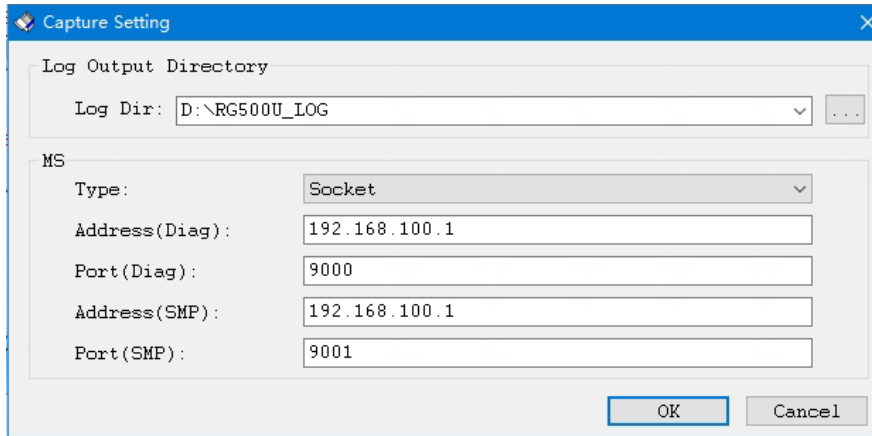 Capture Setting
Log Output Directory
Log Dir: D:\RG500U_LOG ...
MS
Type: Socket
Address(Diag): 192.168.100.1
Port(Diag): 9000
Address(SMP): 192.168.100.1
Port(SMP): 9001
OK Cancel